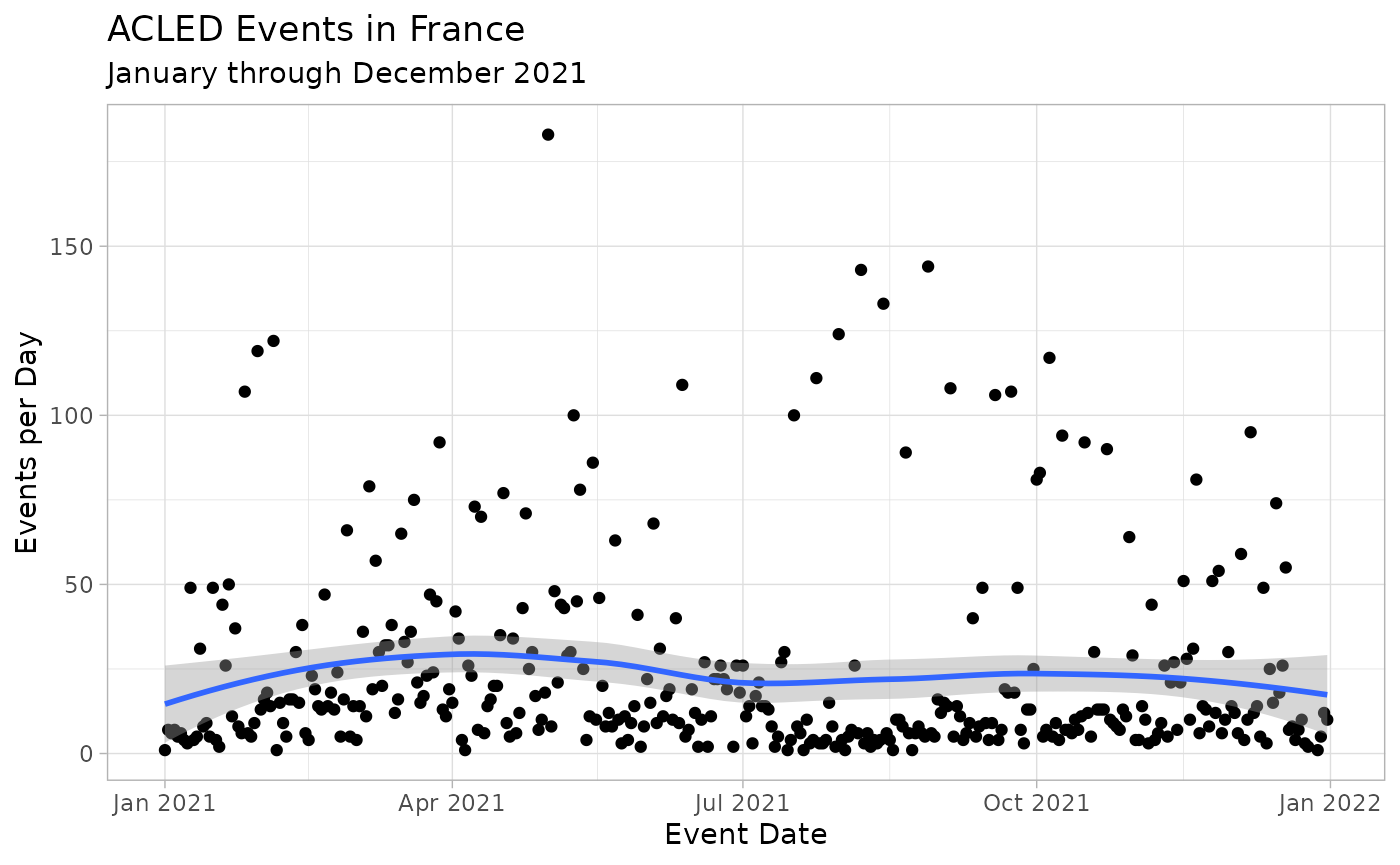 ACLED Events in France
January through December 2021
Events per Day
150
100
50
0
Jan 2021
Apr 2021
Jul 2021
Oct 2021
Jan 2022
Event Date